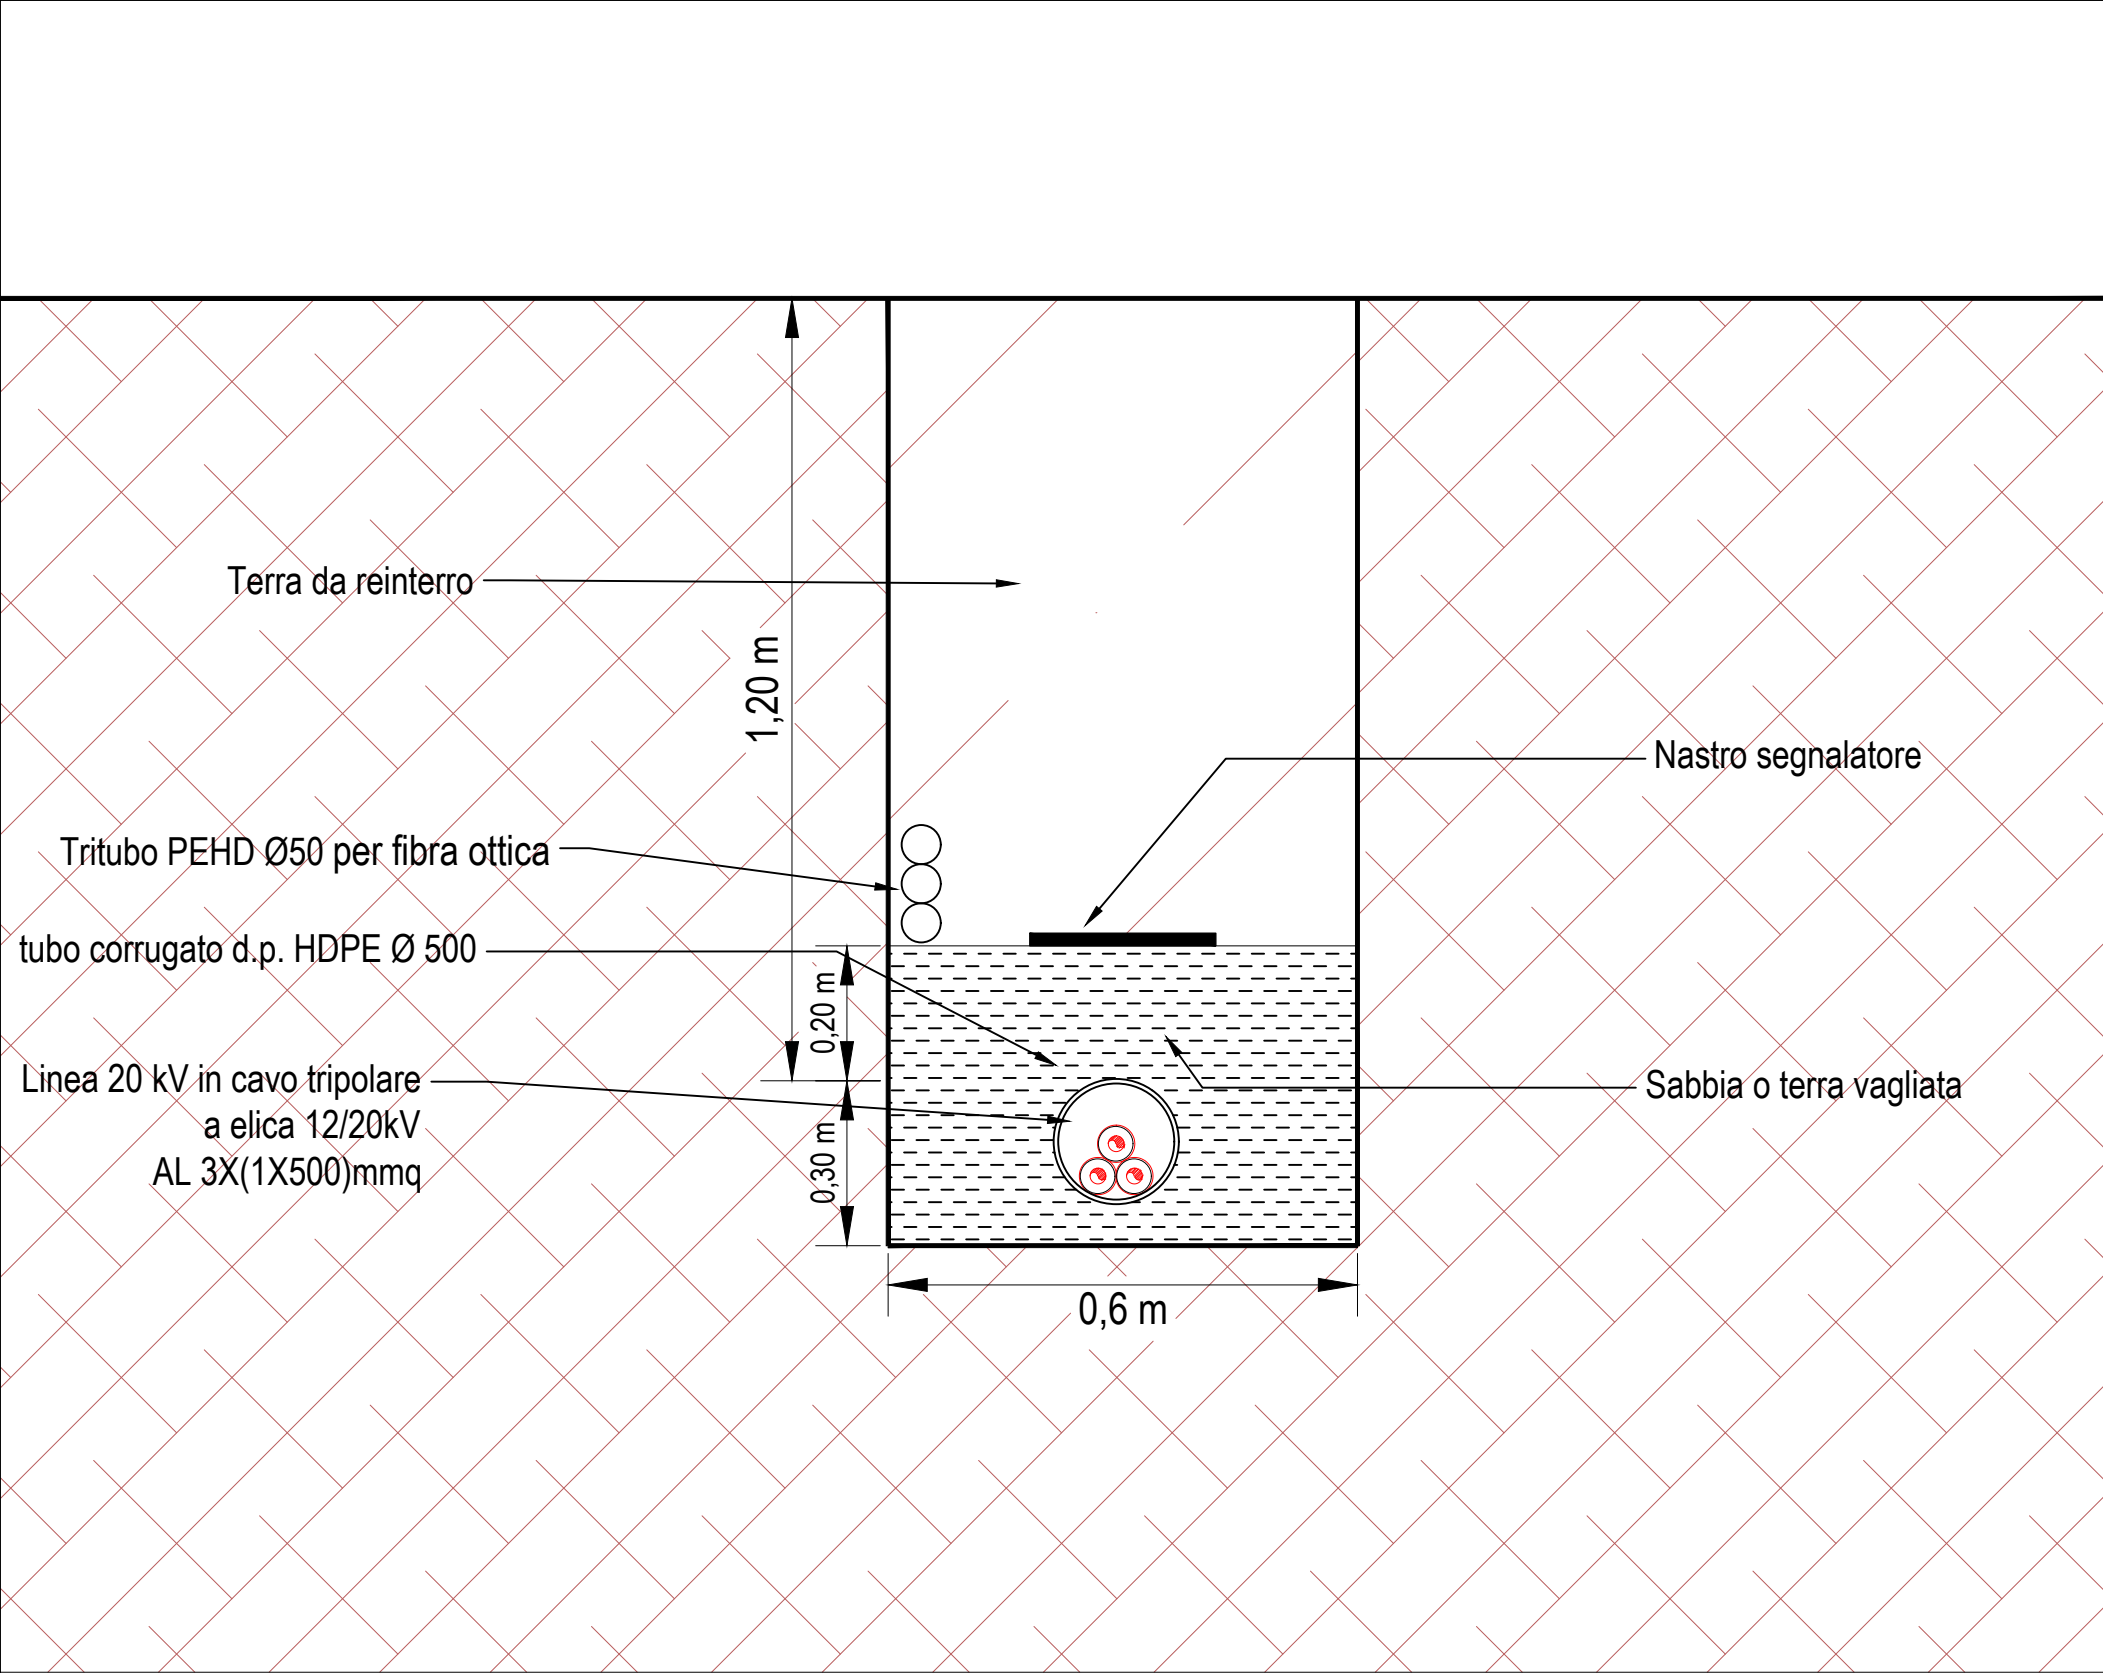 Terra da reinterro
1,20 m
Nastro segnalatore
Tritubo PEHD Ø50 per fibra ottica
tubo corrugato d.p. HDPE Ø 500
0,20 m
Linea 20 kV in cavo tripolare
a elica 12/20kV
AL 3X(1X500)mmq
Sabbia o terra vagliata
0,30 m
0,6 m